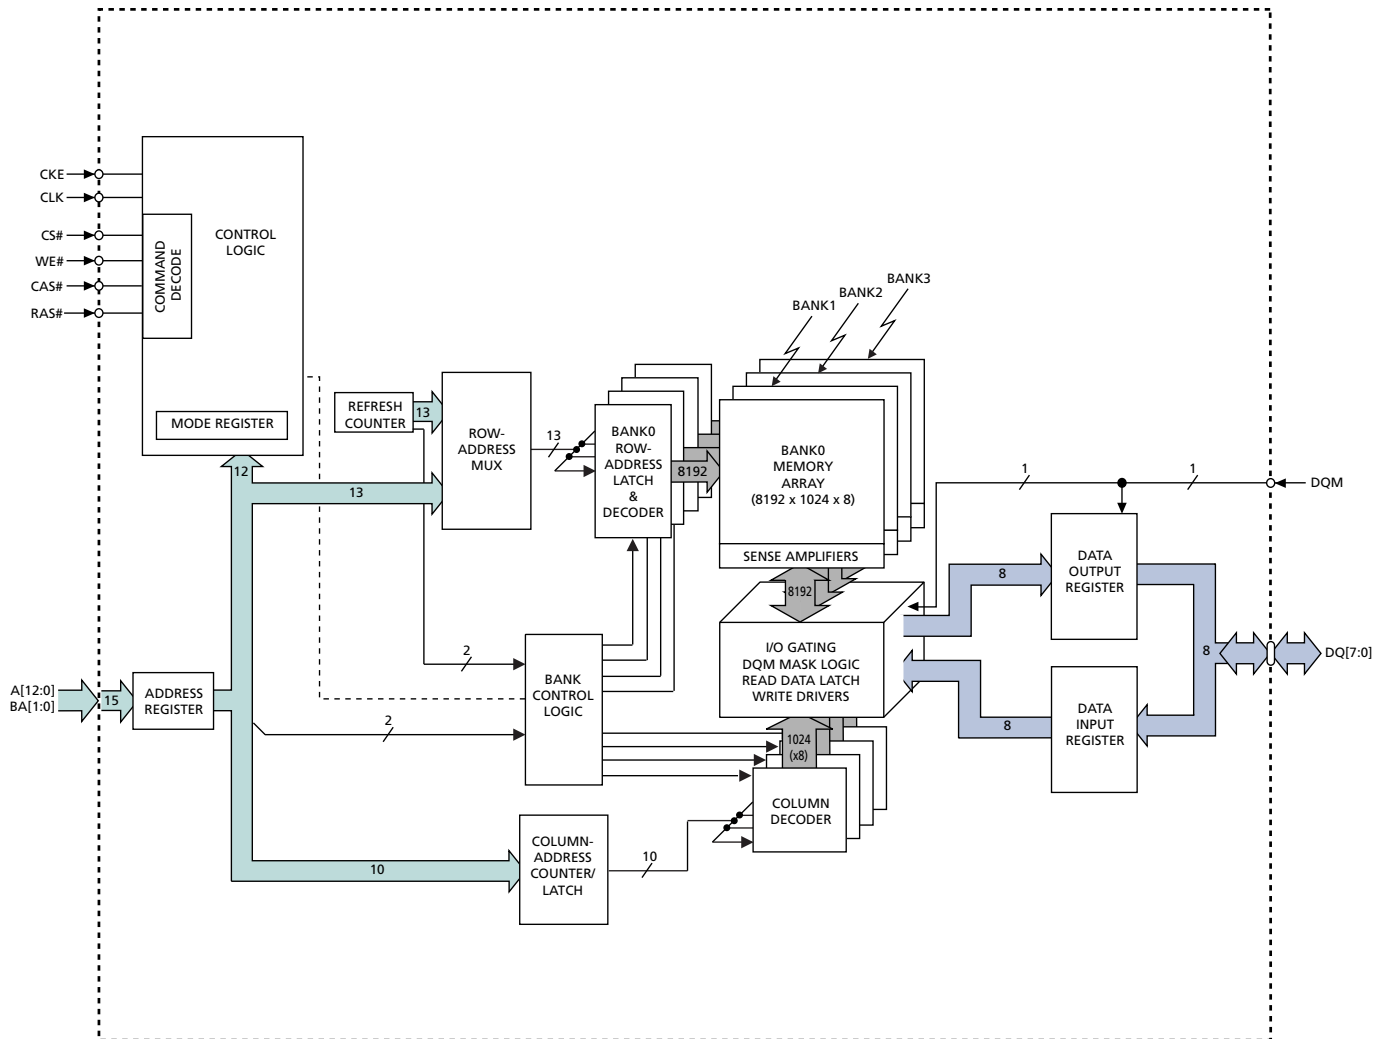 CKE
CLK
CS#
WE#
CAS#
RAS#
COMMAND
DECODE
CONTROL
LOGIC
MODE REGISTER
12
BANK1
BANK2
BANK3
REFRESH
COUNTER
13
ROW-
ADDRESS
MUX
13
13
BANK0
ROW-
ADDRESS
LATCH
&
DECODER
8192
BANK0
MEMORY
ARRAY
(8192 x 1024 x 8)
SENSE AMPLIFIERS
8192
1
1
DQM
DATA
OUTPUT
REGISTER
8
I/O GATING
DQM MASK LOGIC
READ DATA LATCH
WRITE DRIVERS
8
DQ[7:0]
DATA
INPUT
REGISTER
8
A[12:0]
BA[1:0]
15
ADDRESS
REGISTER
2
2
BANK
CONTROL
LOGIC
1024
(x8)
COLUMN
DECODER
10
COLUMN-
ADDRESS
COUNTER/
LATCH
10